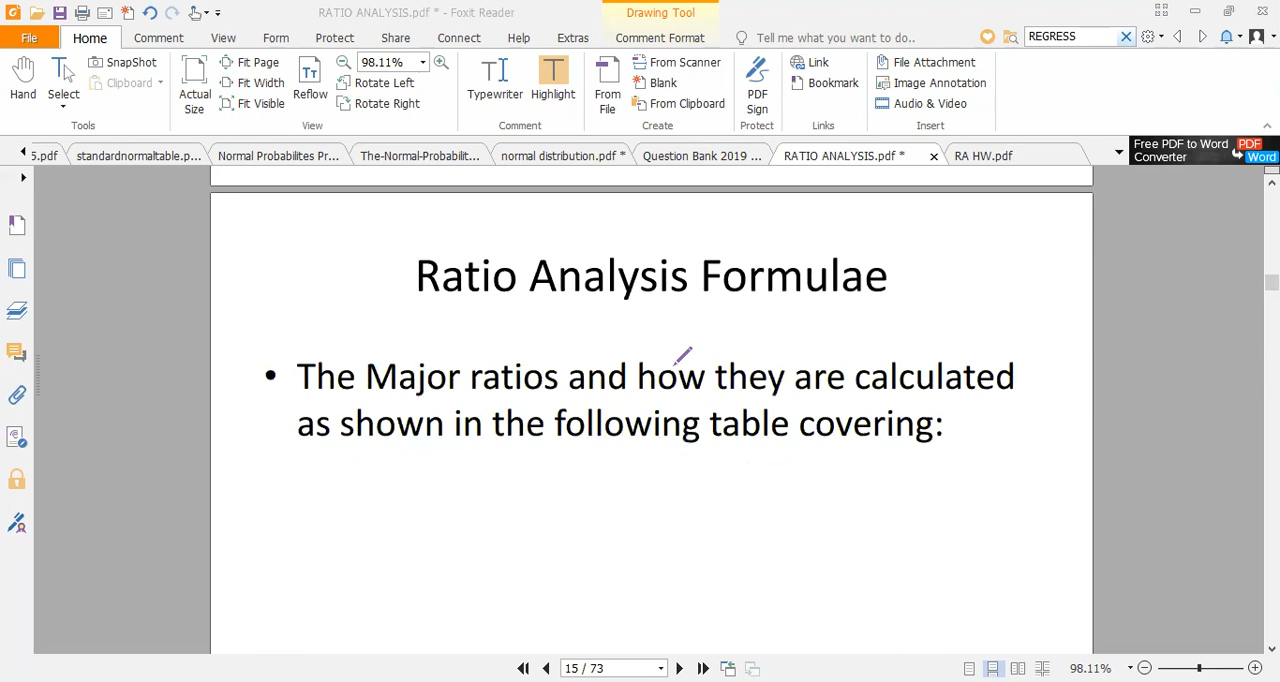 RATIO ANALYSIS.pdf * - Foxit Reader
Drawing Tool
File Home Comment View Form Protect Share Connect Help Extras Comment Format Tell me what you want to do.. REGRESS
Hand
Select
SnapShot
Clipboard
Tools
Actual
Size
Fit Page
Fit Width
Fit Visible
Reflow
98.11%
Rotate Left
Rotate Right
View
Typewriter
Highlight
Comment
From
File
From Scanner
Blank
From Clipboard
Create
PDF
Sign
Protect
Link
Bookmark
Links
File Attachment
Image Annotation
Audio & Video
Insert
5.pdf standardnormaltable.p... Normal Probabilites Pr... The-Normal-Probabilit... normal distribution.pdf * Question Bank 2019 ... RATIO ANALYSIS.pdf * RA HW.pdf
Free PDF to Word
Converter
PDF
Word
Ratio Analysis Formulae
• The Major ratios and how they are calculated
as shown in the following table covering:
15 / 73
98.11%